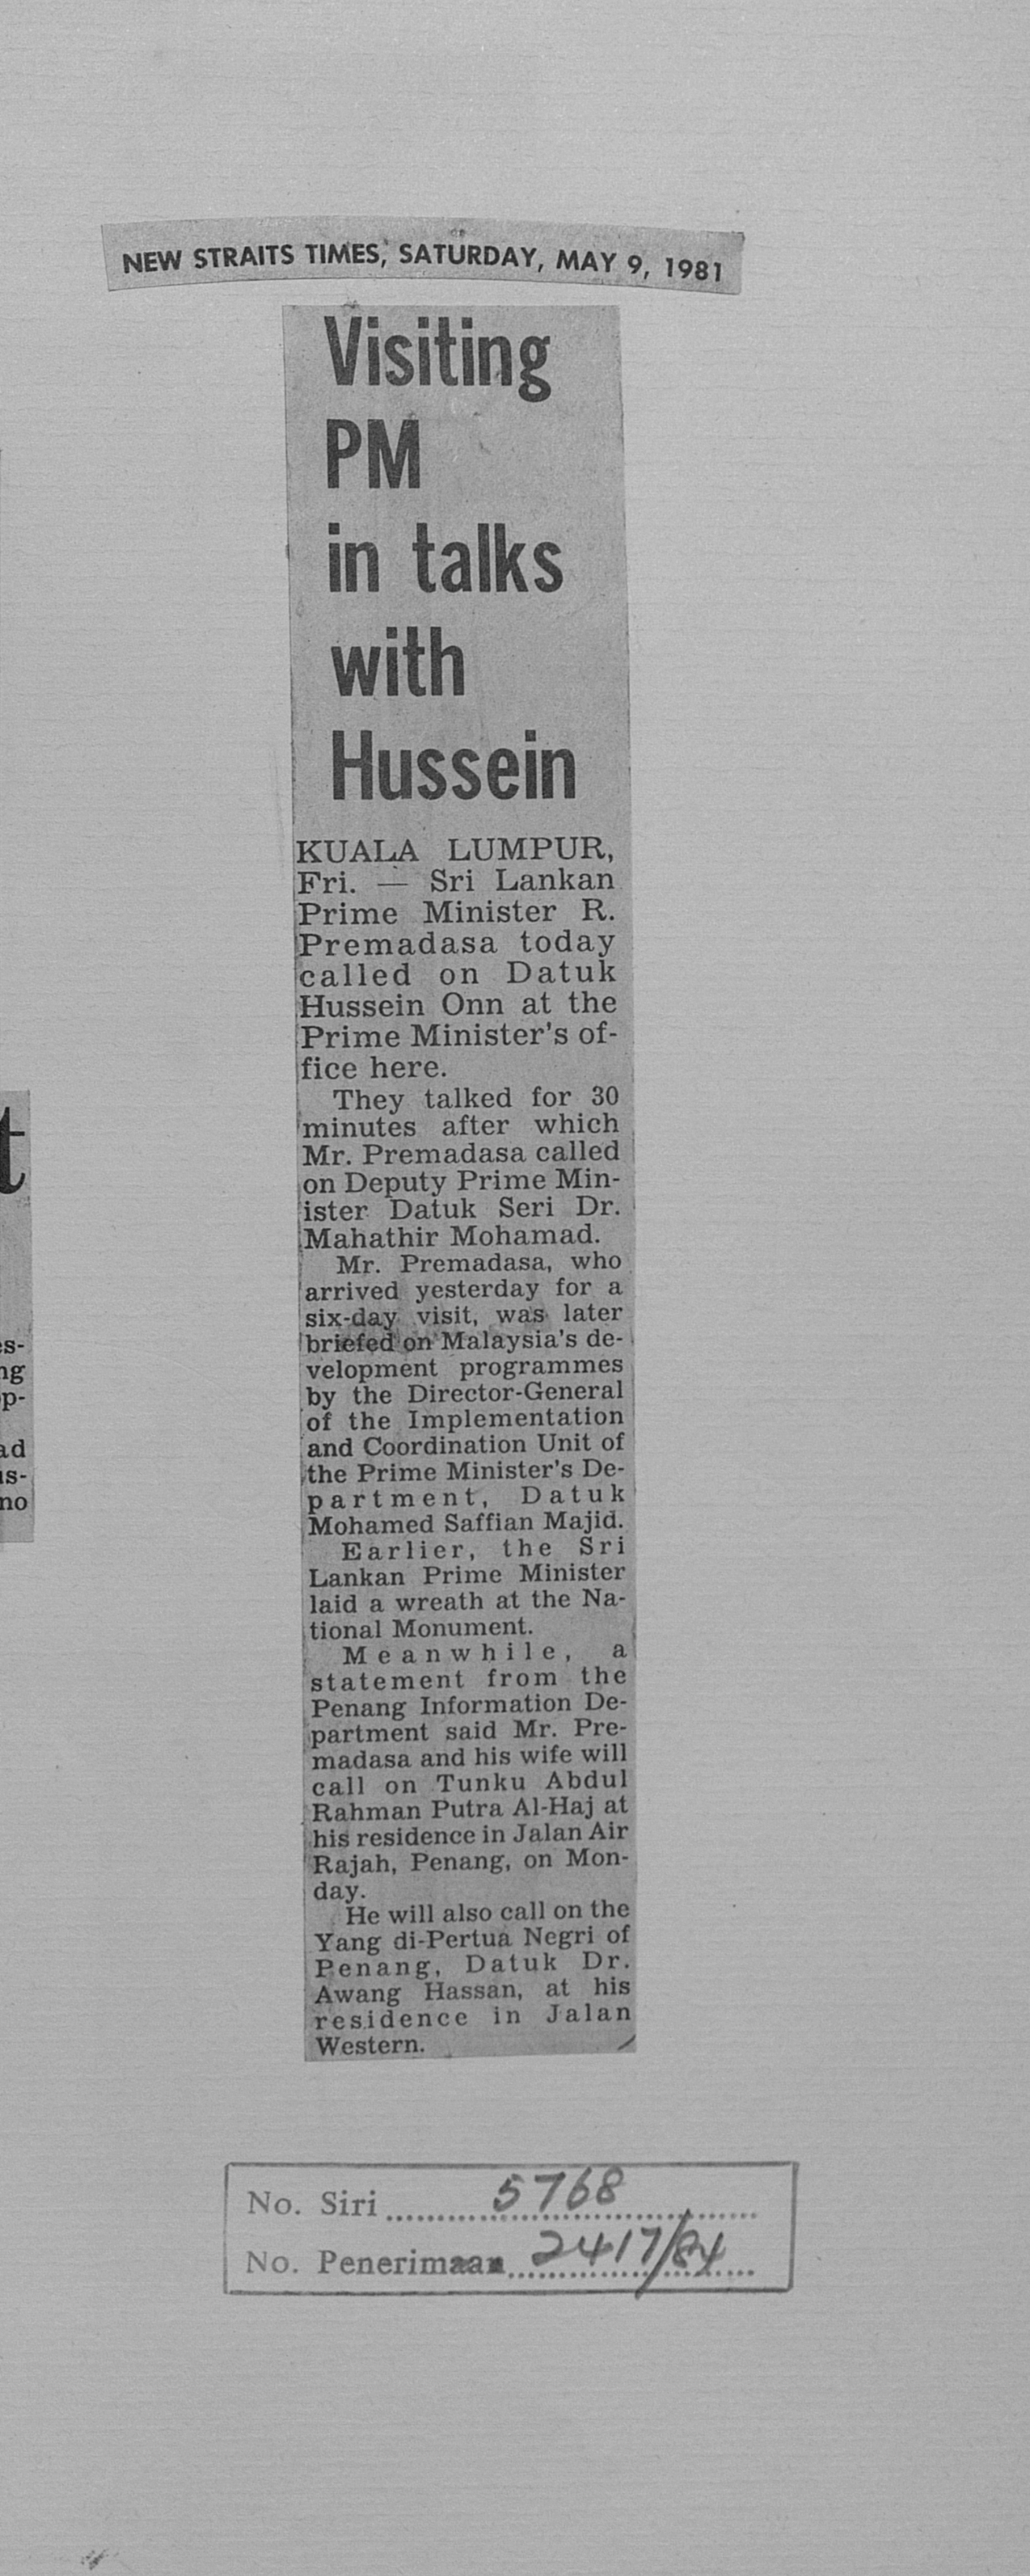 NEW STRAITS TIMES, SATURDAY, MAY 9, 1981
Visiting
PM
in talks
with
Hussein
KUALA LUMPUR,
Fri. — Sri Lankan
Prime Minister R.
Premadasa today
called on Datuk
Hussein Onn at the
Prime Minister's of-
fice here.
They talked for 30
minutes after which
Mr. Premadasa called
on Deputy Prime Min-
ister Datuk Seri Dr.
Mahathir Mohamad.
Mr. Premadasa, who
arrived yesterday for a
six-day visit, was later
briefed on Malaysia's de-
velopment programmes
by the Director-General
of the Implementation
and Coordination Unit of
the Prime Minister's De-
partment, Datuk
Mohamed Saffian Majid.
Earlier, the Sri
Lankan Prime Minister
laid a wreath at the Na-
tional Monument.
Meanwhile, a
statement from the
Penang Information De-
partment said Mr. Pre-
madasa and his wife will
call on Tunku Abdul
Rahman Putra Al-Haj at
his residence in Jalan Air
Rajah, Penang, on Mon-
day.
He will also call on the
Yang di-Pertua Negri of
Penang, Datuk Dr.
Awang Hassan, at his
residence in Jalan
Western.
No. Siri 5768
No. Penerimaan 2417/84